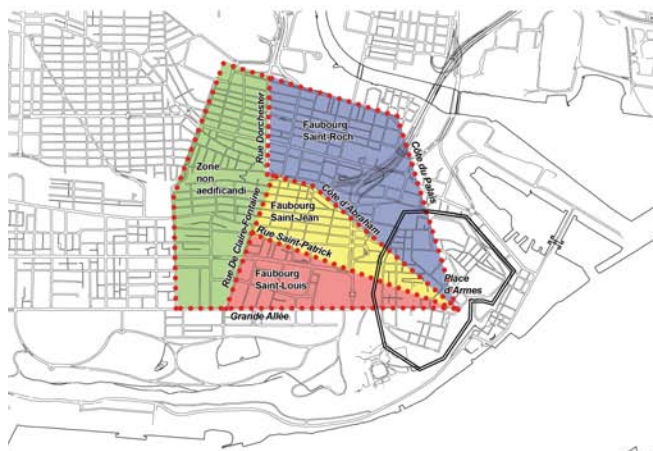 Faubourg
Saint-Roch
Rue Dorchester
Côte du Palais
Zone
non
aedificandi
Côte d'Abraham
Faubourg
Saint-Jean
Rue De Claire-Fontaine
Rue Saint-Patrick
Faubourg
Saint-Louis
Place
d'Armes
Grande Allée